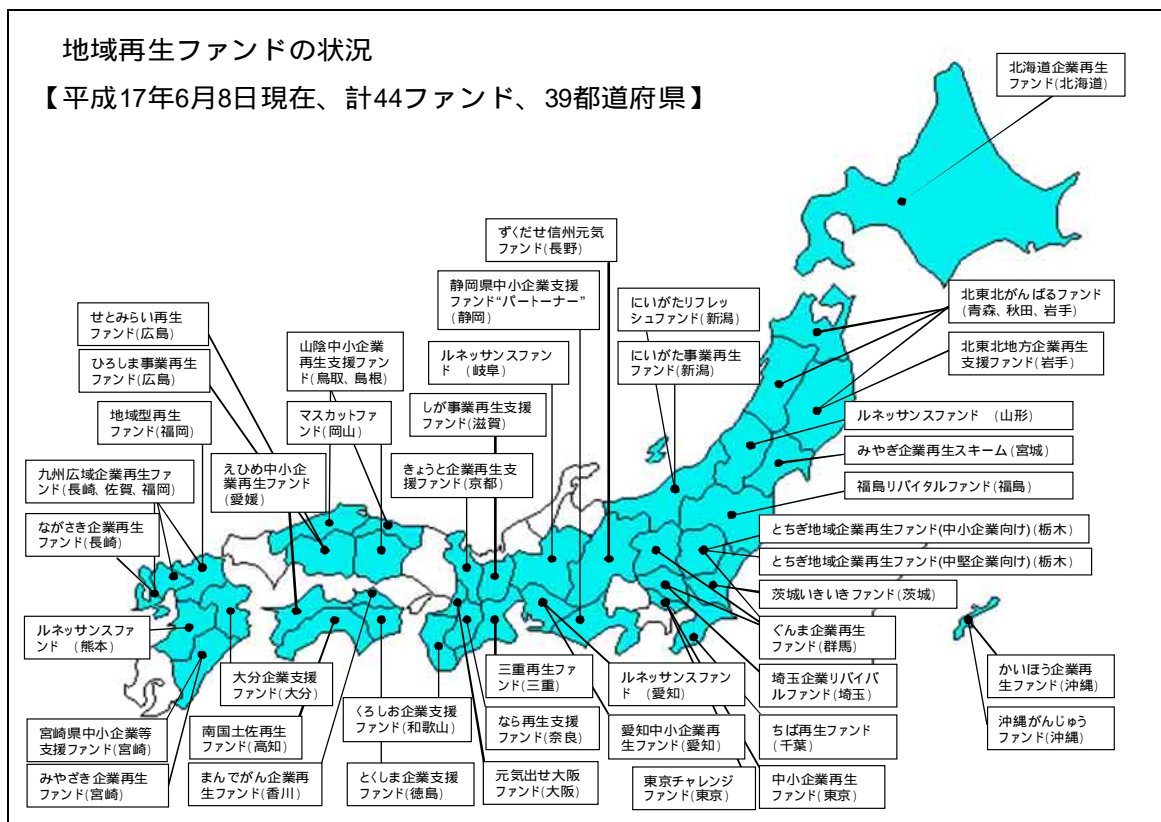 地域再生ファンドの状況
【平成17年6月8日現在、計44ファンド、39都道府県】
北海道企業再生
ファンド(北海道)
ずくだせ信州元気
ファンド(長野)
静岡県中小企業支援
ファンド“パートーナー”
(静岡)
ルネッサンスファン
ド (岐阜)
しが事業再生支援
ファンド(滋賀)
きょうと企業再生支
援ファンド(京都)
にいがたリフレッ
シュファンド(新潟)
にいがた事業再生
ファンド(新潟)
北東北がんばるファンド
(青森、秋田、岩手)
北東北地方企業再生
支援ファンド(岩手)
ルネッサンスファンド (山形)
みやぎ企業再生スキーム(宮城)
福島リバイタルファンド(福島)
とちぎ地域企業再生ファンド(中小企業向け)(栃木)
とちぎ地域企業再生ファンド(中堅企業向け)(栃木)
茨城いきいきファンド(茨城)
ぐんま企業再生
ファンド(群馬)
埼玉企業リバイバ
ルファンド(埼玉)
ちば再生ファンド
(千葉)
中小企業再生
ファンド(東京)
東京チャレンジ
ファンド(東京)
かいほう企業再
生ファンド(沖縄)
沖縄がんじゅう
ファンド(沖縄)
せとみらい再生
ファンド(広島)
ひろしま事業再生
ファンド(広島)
地域型再生
ファンド(福岡)
九州広域企業再生ファ
ンド(長崎、佐賀、福岡)
ながさき企業再生
ファンド(長崎)
山陰中小企業
再生支援ファン
ド(鳥取、島根)
マスカットファ
ンド(岡山)
えひめ中小企
業再生ファンド
(愛媛)
ルネッサンスファ
ンド (熊本)
大分企業支援
ファンド(大分)
宮崎県中小企業等
支援ファンド(宮崎)
みやざき企業再生
ファンド(宮崎)
南国土佐再生
ファンド(高知)
まんでがん企業再
生ファンド(香川)
くろしお企業支援
ファンド(和歌山)
とくしま企業支援
ファンド(徳島)
三重再生ファ
ンド(三重)
なら再生支援
ファンド(奈良)
元気出せ大阪
ファンド(大阪)
ルネッサンスファン
ド (愛知)
愛知中小企業再
生ファンド(愛知)